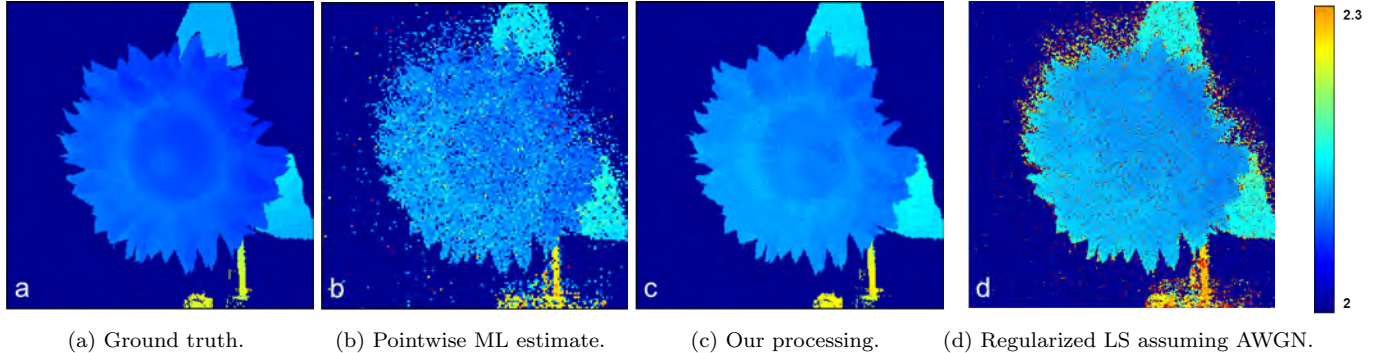 2.3
2
a
b
c
d
(a) Ground truth.
(b) Pointwise ML estimate.
(c) Our processing.
(d) Regularized LS assuming AWGN.